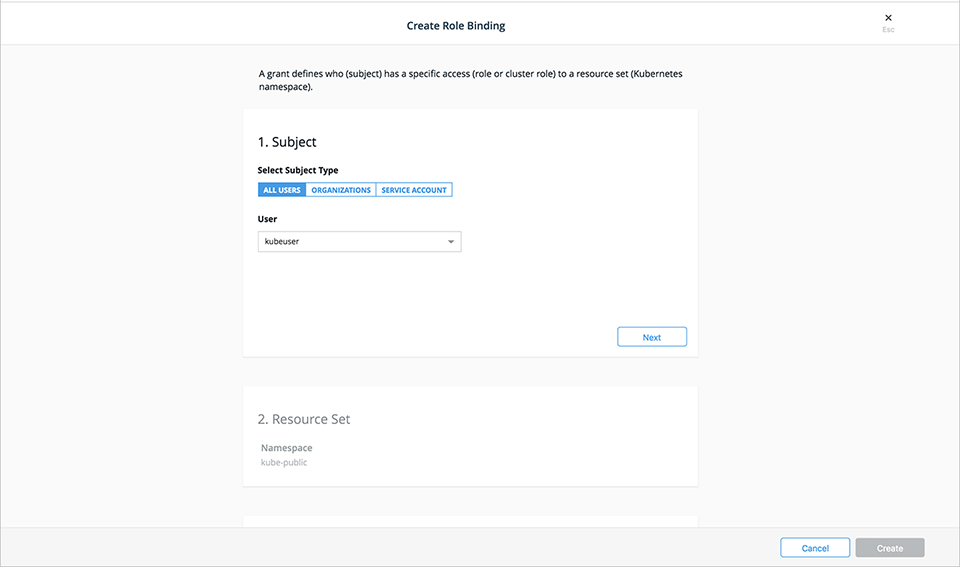 Create Role Binding
Esc
A grant defines who (subject) has a specific access (role or cluster role) to a resource set (Kubernetes
namespace).
1. Subject
Select Subject Type
ALL USERS ORGANIZATIONS SERVICE ACCOUNT
User
kubeuser
Next
2. Resource Set
Namespace
kube-public
Cancel Create